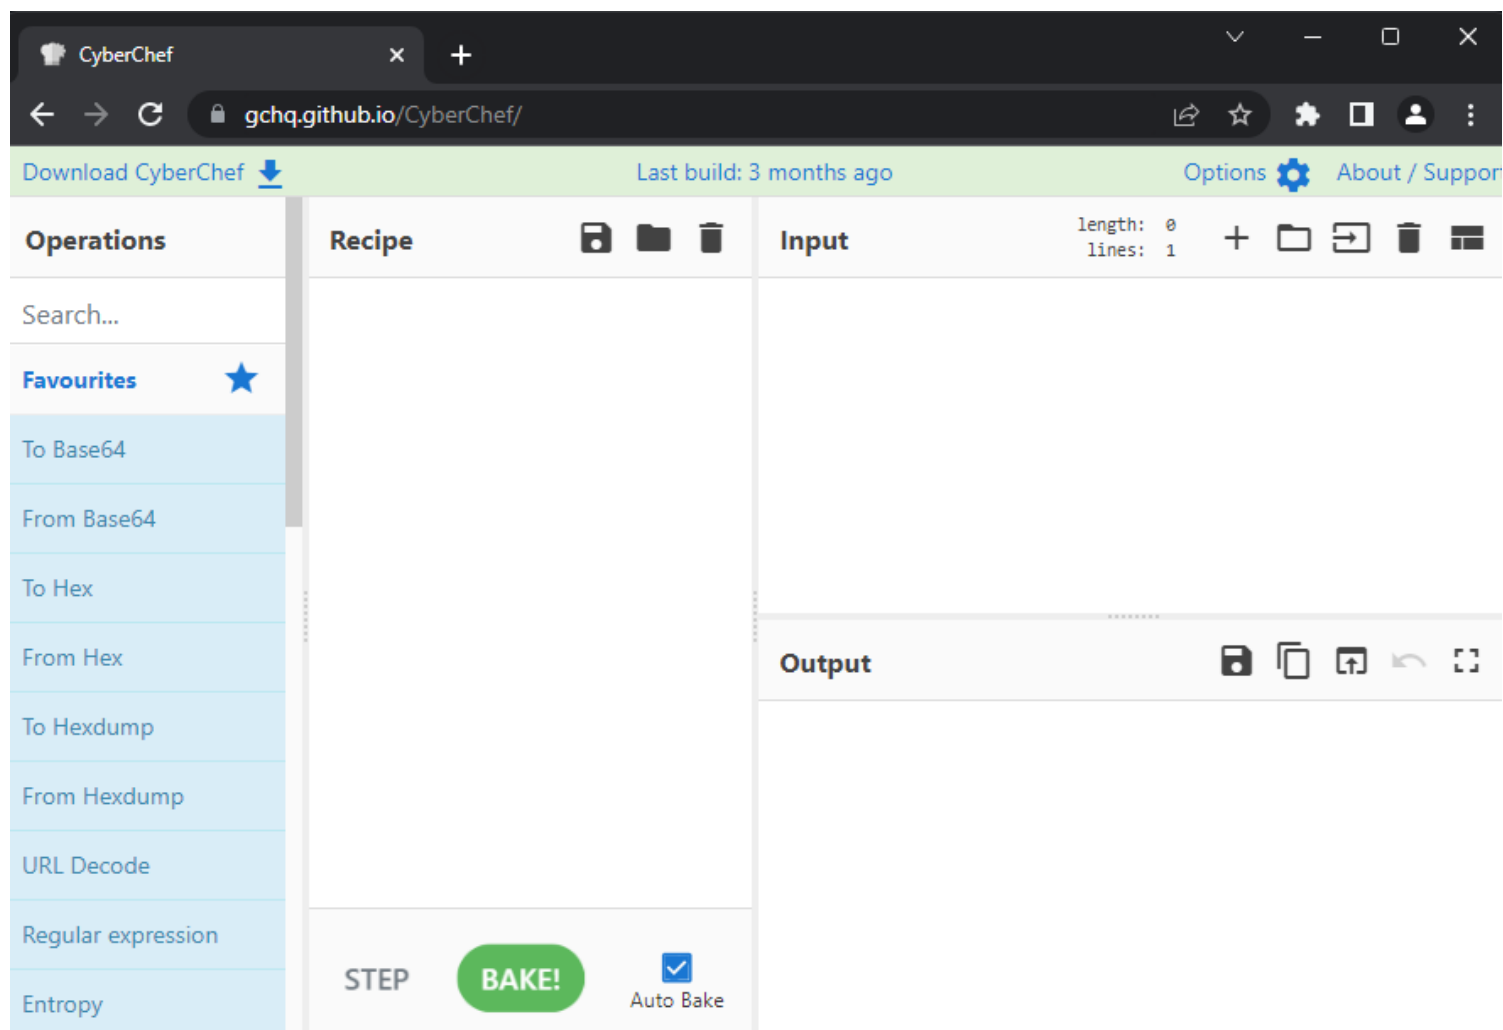 CyberChef
gchq.github.io/CyberChef/
Download CyberChef
Last build: 3 months ago
Options
About / Suppor
Operations
Search...
Favourites
To Base64
From Base64
To Hex
From Hex
To Hexdump
From Hexdump
URL Decode
Regular expression
Entropy
Recipe
STEP
BAKE!
Auto Bake
Input
length: 0
lines: 1
Output